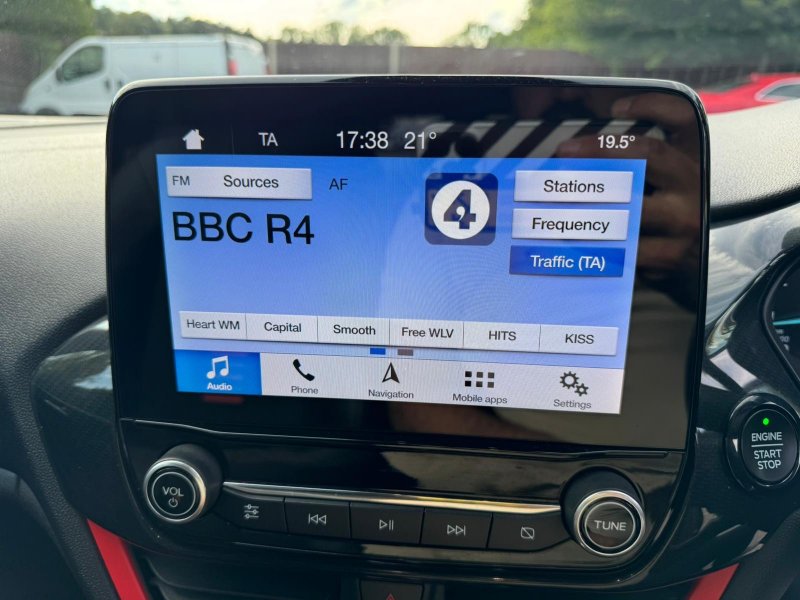 TA 17:38 21° 19.5°
FM Sources AF 4 Stations
BBC R4 Frequency
Traffic (TA)
Heart WM Capital Smooth Free WLV HITS KISS
Audio Phone Navigation Mobile apps Settings
ENGINE
START
STOP
VOL TUNE